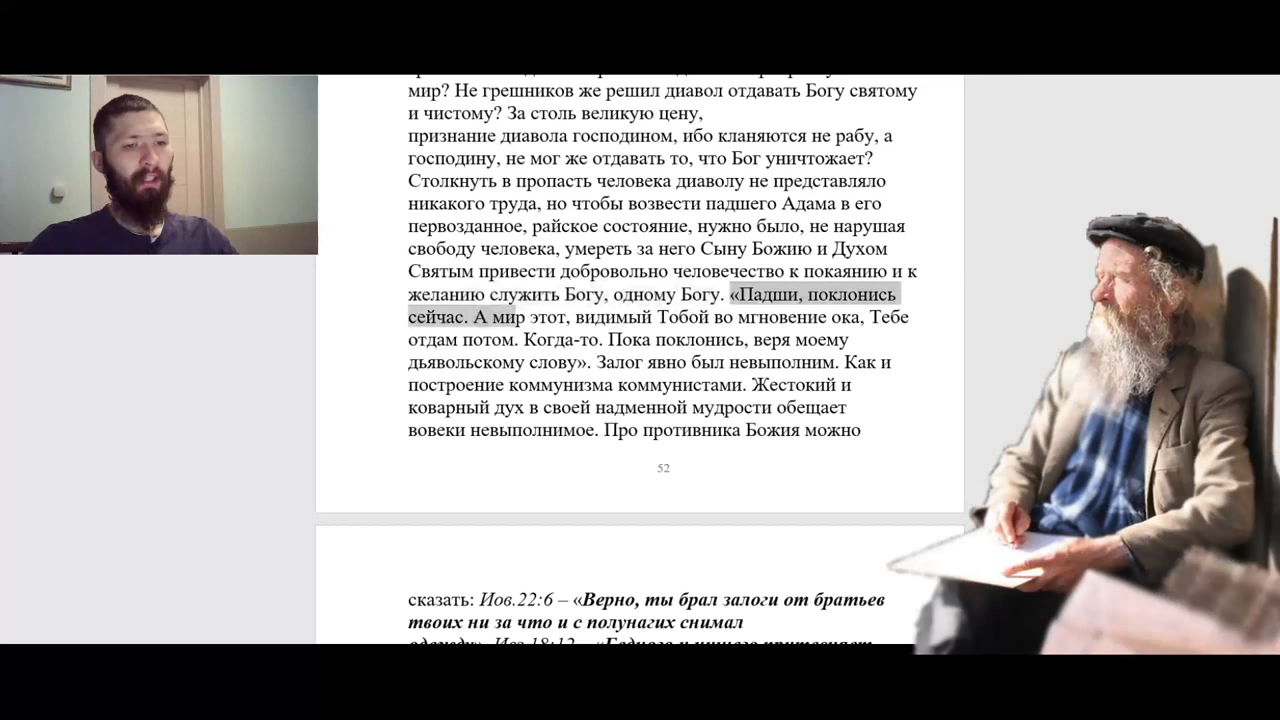 мир? Не грешников же решил диавол отдавать Богу святому
и чистому? За столь великую цену,
признание диавола господином, ибо кланяются не рабу, а
господину, не мог же отдавать то, что Бог уничтожает?
Столкнуть в пропасть человека диаволу не представляло
никакого труда, но чтобы возвести падшего Адама в его
первозданное, райское состояние, нужно было, не нарушая
свободу человека, умереть за него Сыну Божию и Духом
Святым привести добровольно человечество к покаянию и к
желанию служить Богу, одному Богу. «Падши, поклонись
сейчас. А мир этот, видимый Тобой во мгновение ока, Тебе
отдам потом. Когда-то. Пока поклонись, веря моему
дьявольскому слову». Залог явно был невыполним. Как и
построение коммунизма коммунистами. Жестокий и
коварный дух в своей надменной мудрости обещает
вовеки невыполнимое. Про противника Божия можно
52
сказать: Иов.22:6 – «Верно, ты брал залоги от братьев
твоих ни за что и с полунагих снимал